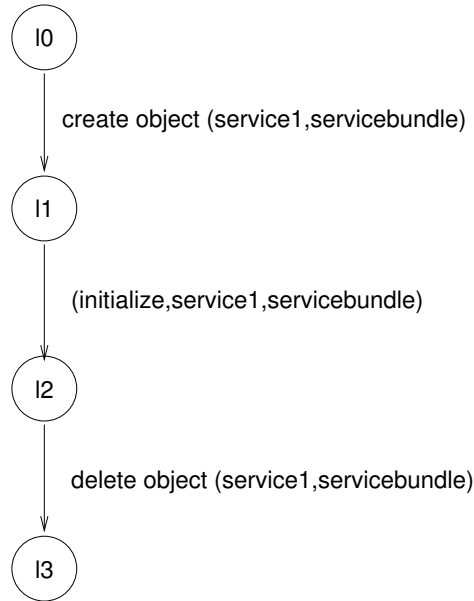 l0
create object (service1,servicebundle)
l1
(initialize,service1,servicebundle)
l2
delete object (service1,servicebundle)
l3